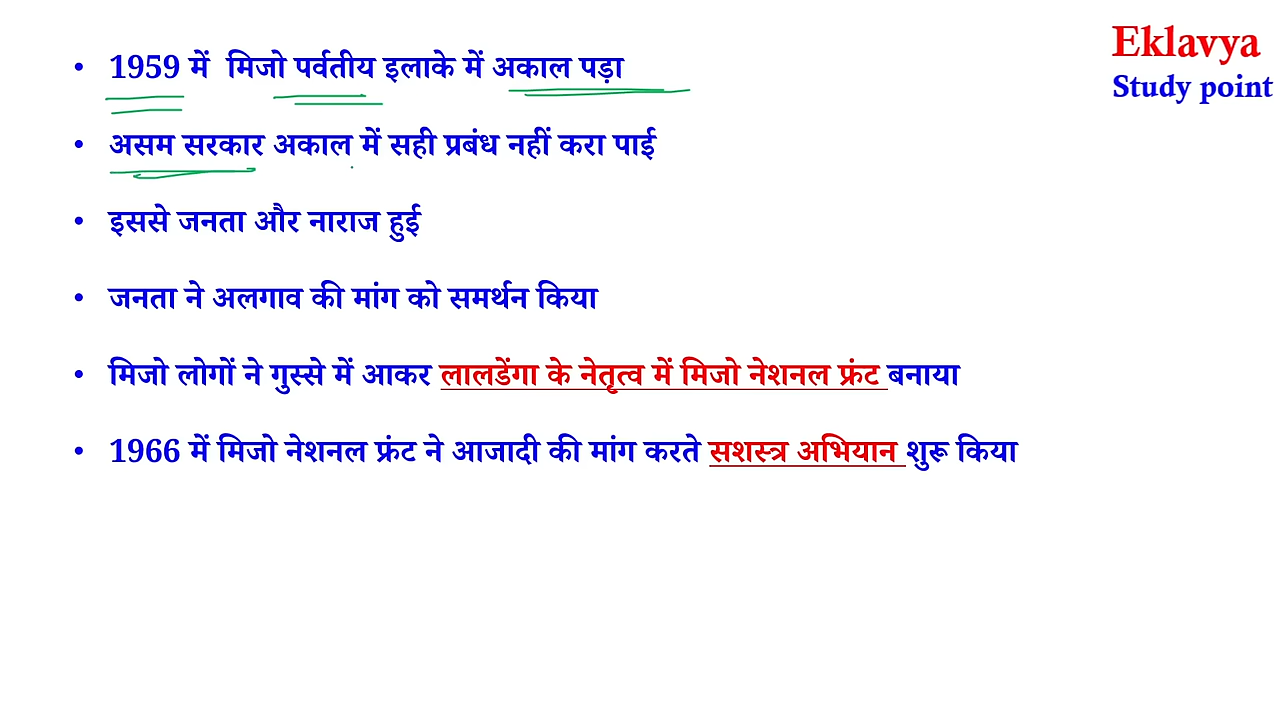 • 1959 में मिजो पर्वतीय इलाके में अकाल पड़ा
• असम सरकार अकाल में सही प्रबंध नहीं करा पाई
• इससे जनता और नाराज हुई
• जनता ने अलगाव की मांग को समर्थन किया
• मिजो लोगों ने गुस्से में आकर लालडेंगा के नेतृत्व में मिजो नेशनल फ्रंट बनाया
• 1966 में मिजो नेशनल फ्रंट ने आजादी की मांग करते सशस्त्र अभियान शुरू किया
Eklavya
Study point